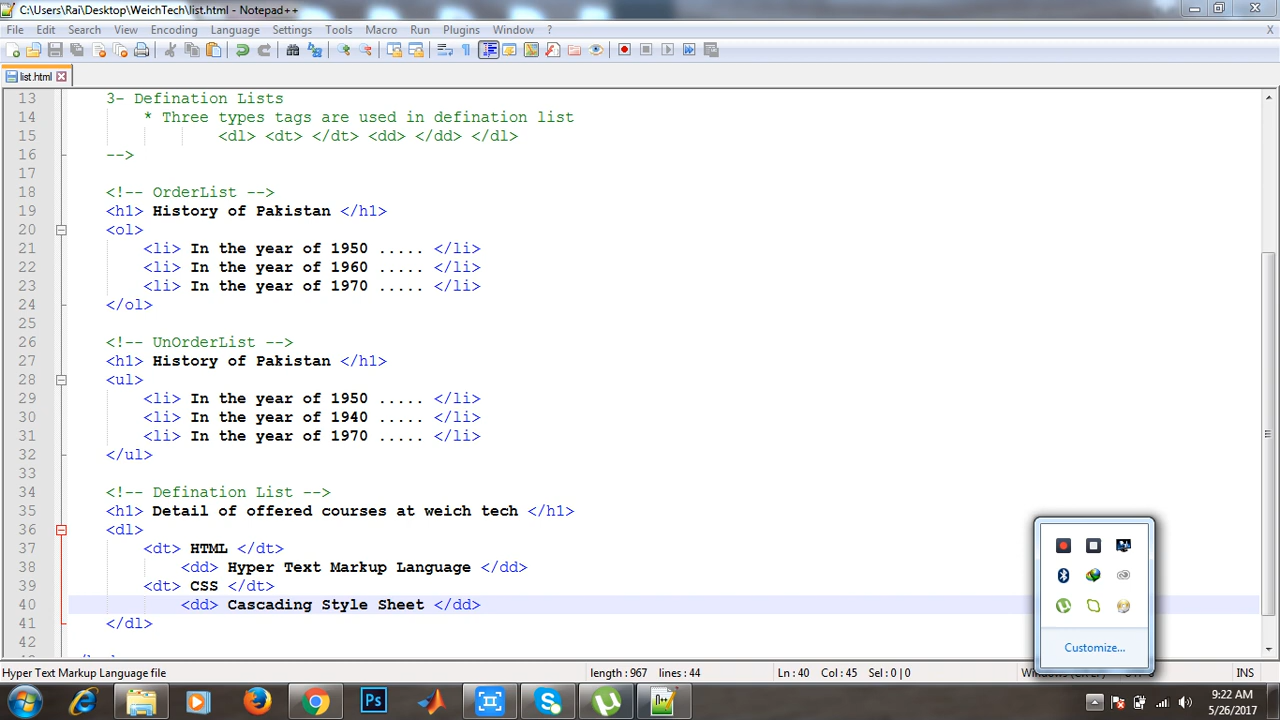 C:\Users\Rai\Desktop\WeichTech\list.html - Notepad++
File Edit Search View Encoding Language Settings Tools Macro Run Plugins Window ? X
list.html
13 3- Defination Lists
14 * Three types tags are used in defination list
15 <dl> <dt> </dt> <dd> </dd> </dl>
16 -->
17
18 <!-- OrderList -->
19 <h1> History of Pakistan </h1>
20 <ol>
21 <li> In the year of 1950 ..... </li>
22 <li> In the year of 1960 ..... </li>
23 <li> In the year of 1970 ..... </li>
24 </ol>
25
26 <!-- UnOrderList -->
27 <h1> History of Pakistan </h1>
28 <ul>
29 <li> In the year of 1950 ..... </li>
30 <li> In the year of 1940 ..... </li>
31 <li> In the year of 1970 ..... </li>
32 </ul>
33
34 <!-- Defination List -->
35 <h1> Detail of offered courses at weich tech </h1>
36 <dl>
37 <dt> HTML </dt>
38 <dd> Hyper Text Markup Language </dd>
39 <dt> CSS </dt>
40 <dd> Cascading Style Sheet </dd>
41 </dl>
42
Customize...
Hyper Text Markup Language file length : 967 lines : 44 Ln : 40 Col : 45 Sel : 0 | 0 INS
Ps
9:22 AM
5/26/2017